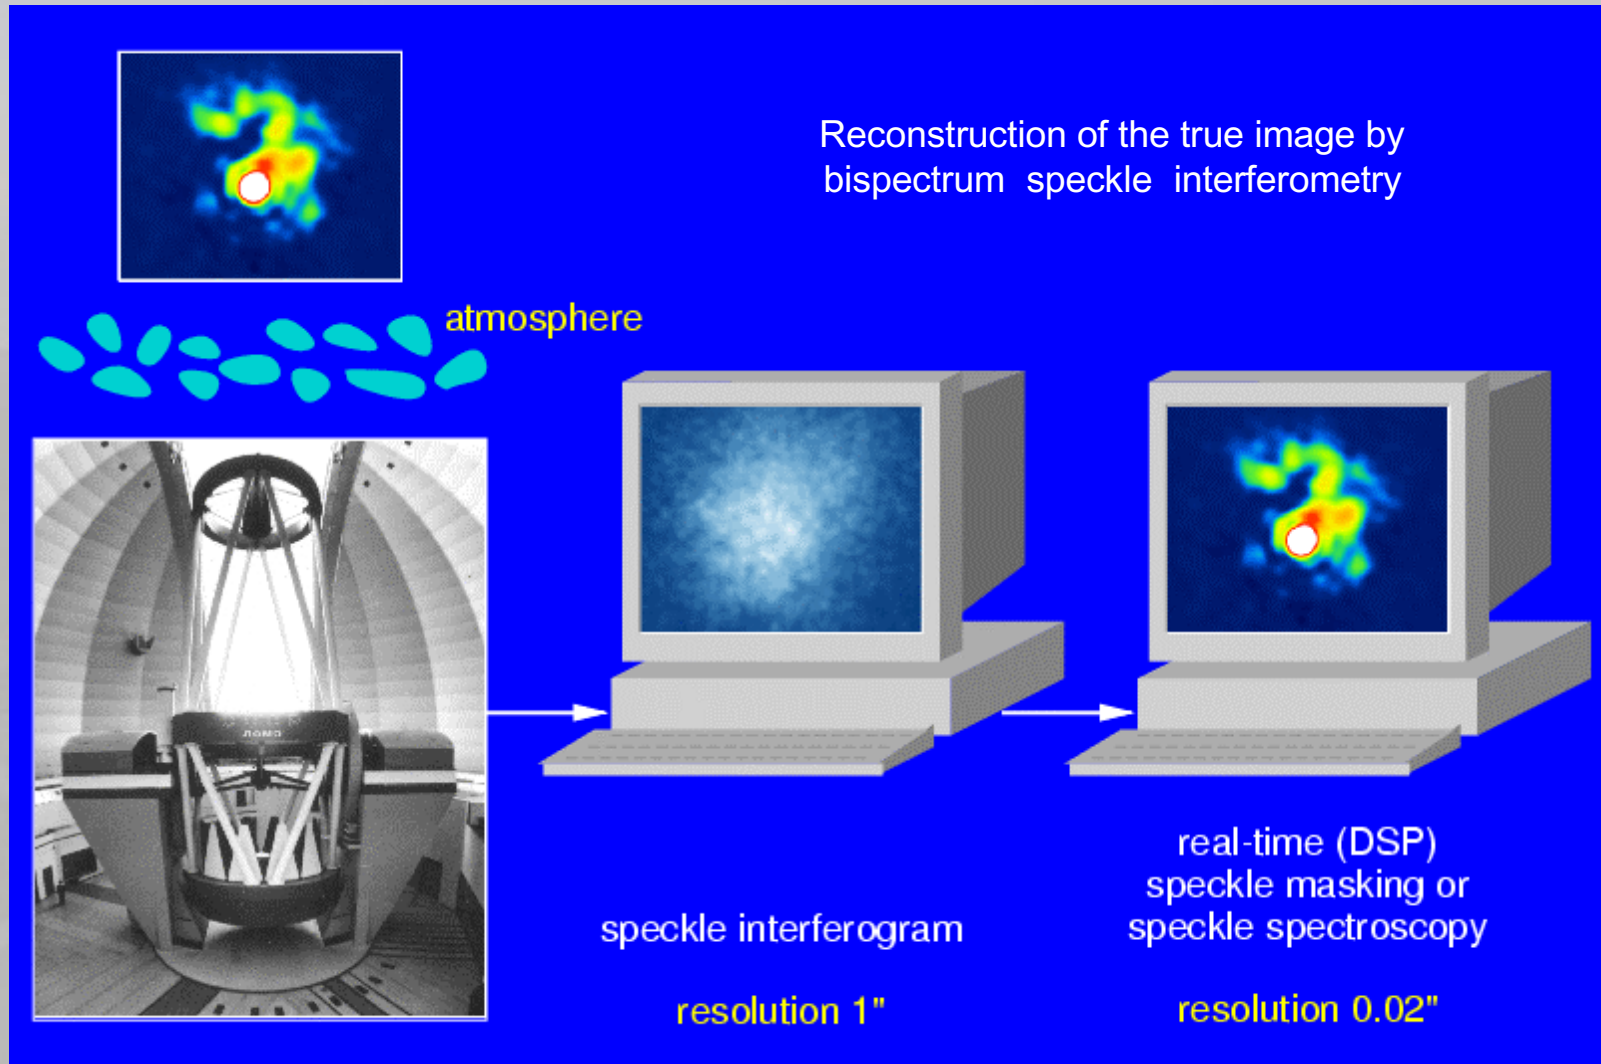 Reconstruction of the true image by
bispectrum speckle interferometry
atmosphere
ЛОМО
speckle interferogram
resolution 1"
real-time (DSP)
speckle masking or
speckle spectroscopy
resolution 0.02"